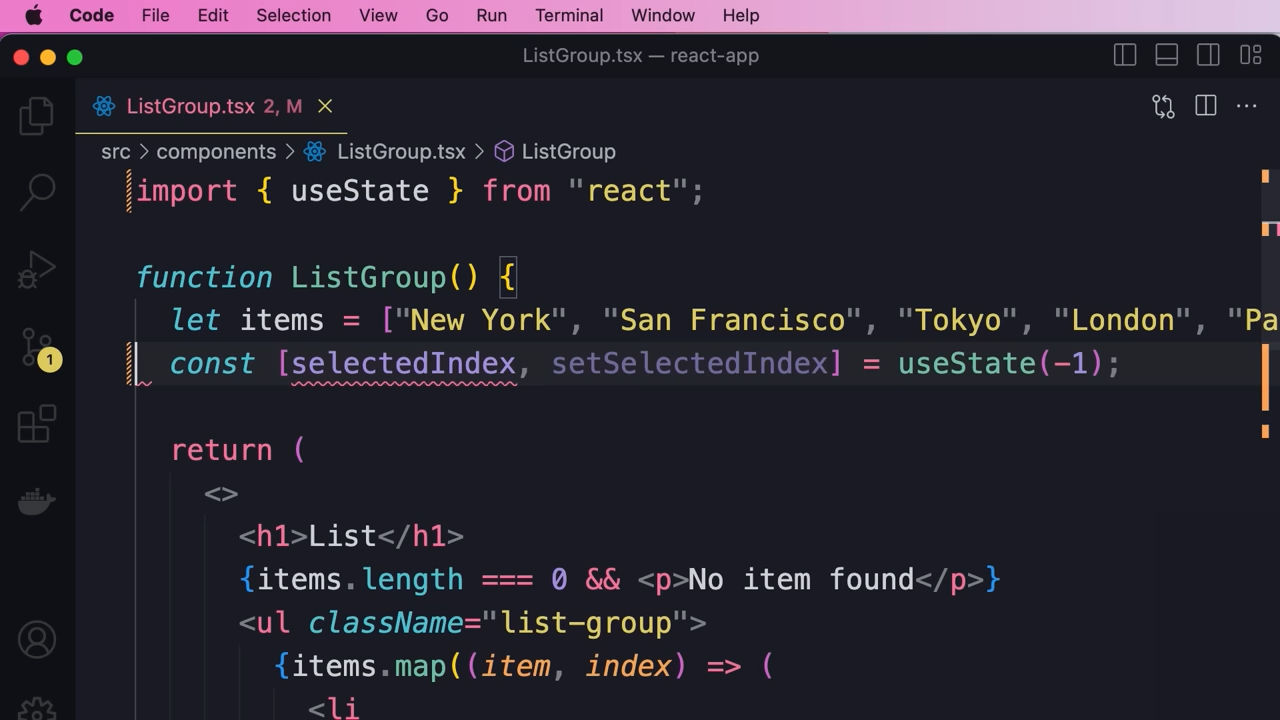 Code File Edit Selection View Go Run Terminal Window Help
ListGroup.tsx — react-app
ListGroup.tsx 2, M
src > components > ListGroup.tsx > ListGroup
import { useState } from "react";
function ListGroup() {
let items = ["New York", "San Francisco", "Tokyo", "London", "Pa
const [selectedIndex, setSelectedIndex] = useState(-1);
1
return (
<>
<h1>List</h1>
{items.length === 0 && <p>No item found</p>}
<ul className="list-group">
{items.map((item, index) => (
<li